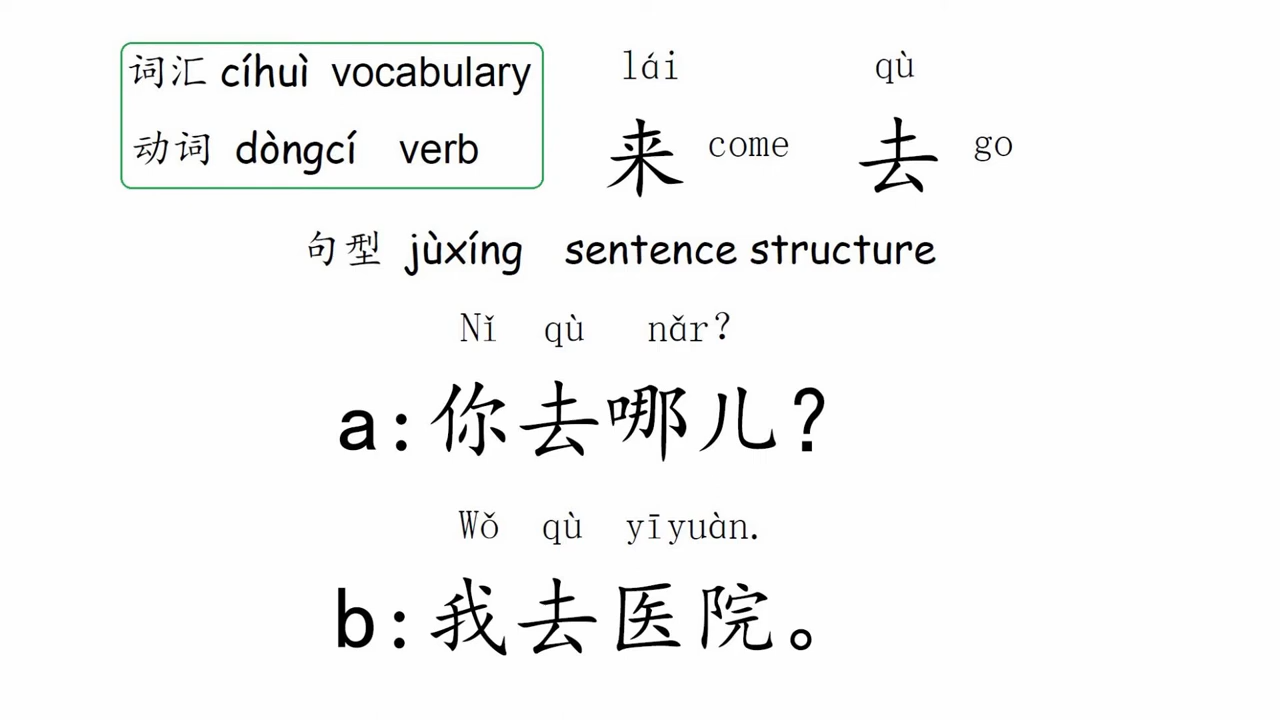 词汇 cíhuì vocabulary
动词 dòngcí verb
lái qù
来 come 去 go
句型 jùxíng sentence structure
Nǐ qù nǎr?
a:你去哪儿?
Wǒ qù yīyuàn.
b:我去医院。